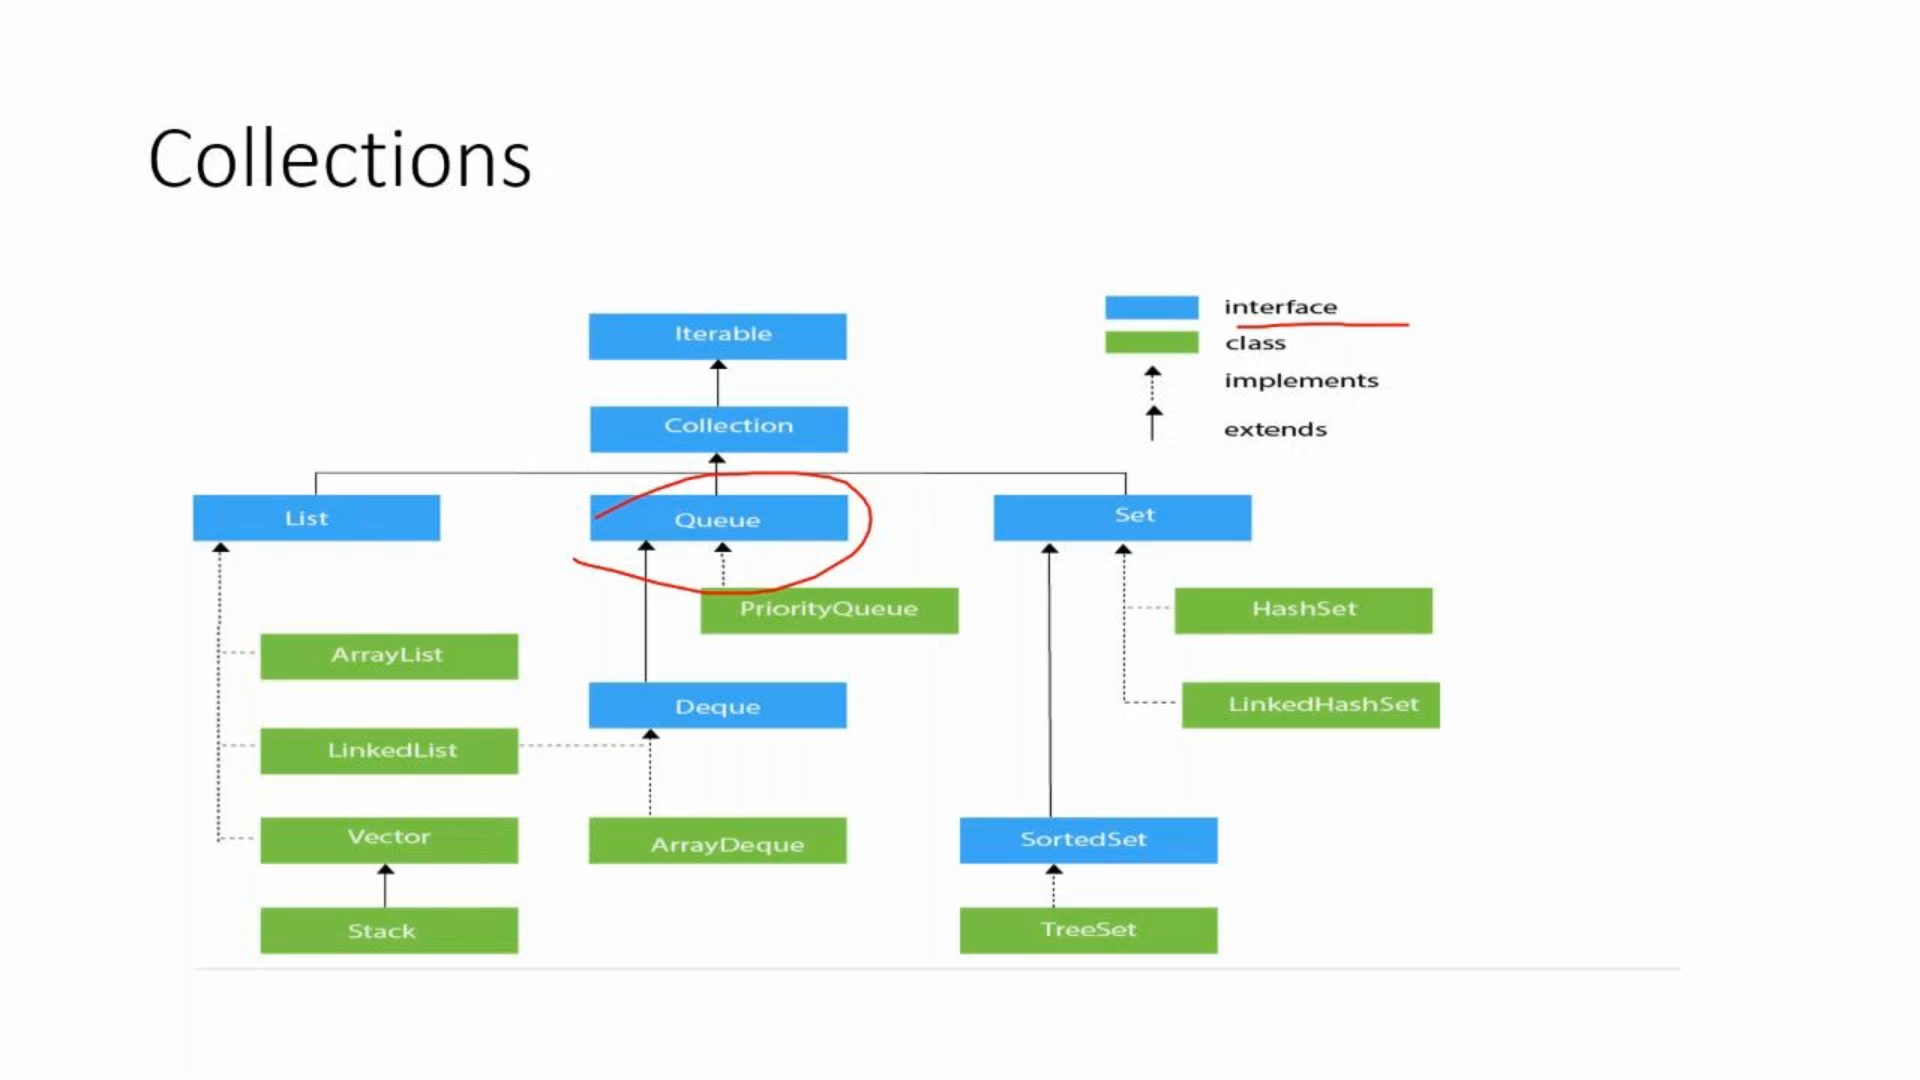 Collections
interface
class
implements
extends
Iterable
Collection
List
Queue
Set
PriorityQueue
HashSet
ArrayList
Deque
LinkedHashSet
LinkedList
Vector
ArrayDeque
SortedSet
Stack
TreeSet